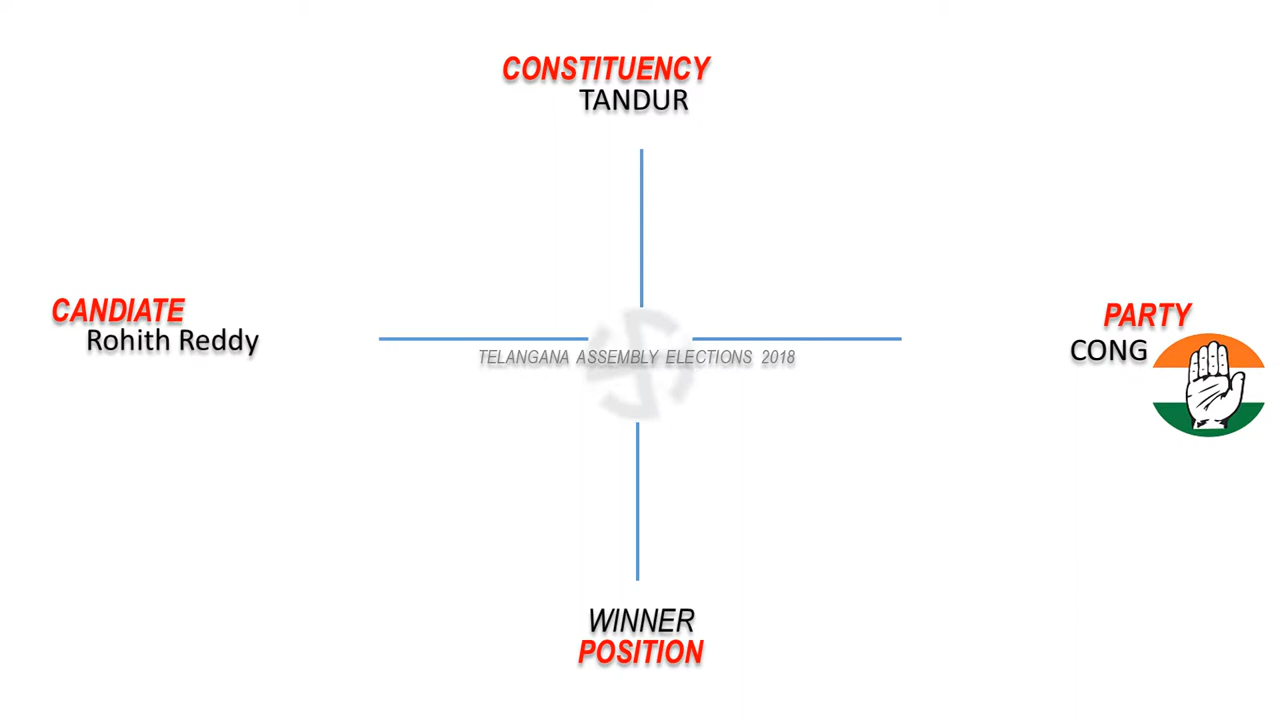 CONSTITUENCY
TANDUR
CANDIATE
Rohith Reddy
PARTY
CONG
TELANGANA ASSEMBLY ELECTIONS 2018
WINNER
POSITION